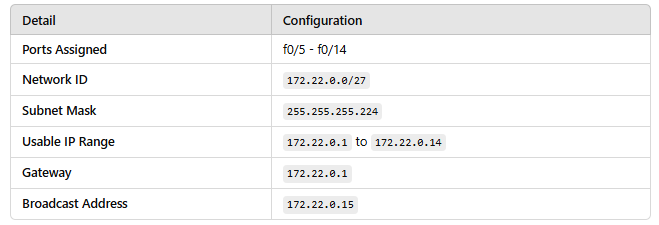 Detail Configuration
Ports Assigned f0/5 - f0/14
Network ID 172.22.0.0/27
Subnet Mask 255.255.255.224
Usable IP Range 172.22.0.1 to 172.22.0.14
Gateway 172.22.0.1
Broadcast Address 172.22.0.15